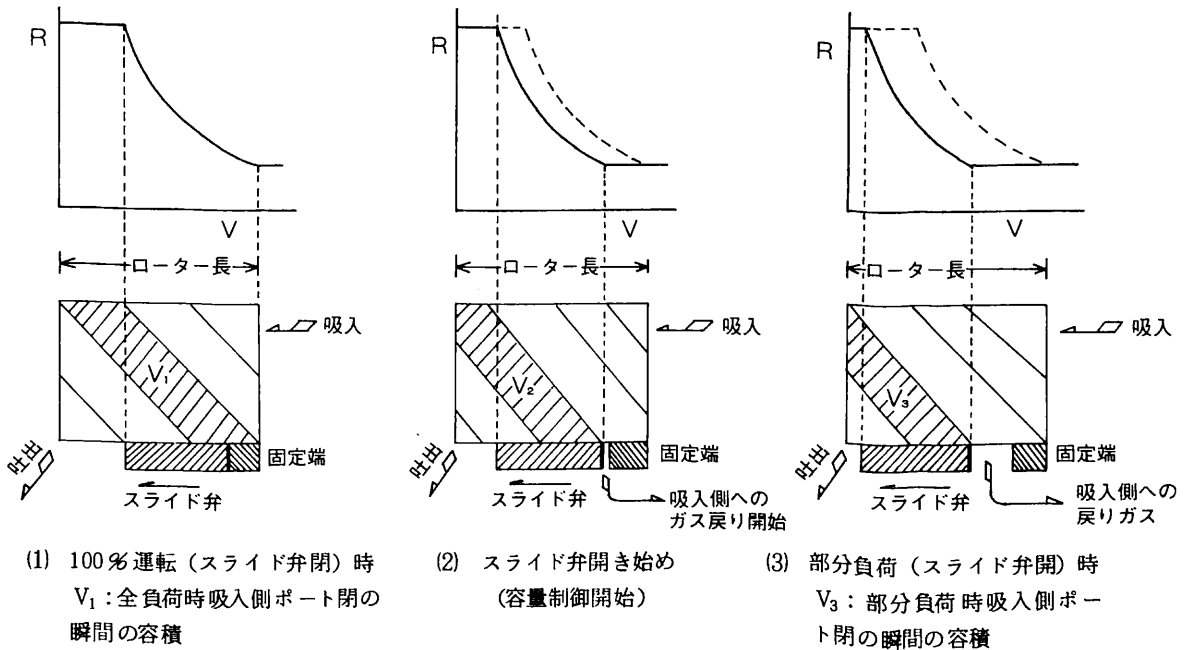 R
V
ローター長
吸入
V₁
固定端
吐出
スライド弁
(1) 100％運転（スライド弁閉）時
V₁：全負荷時吸入側ポート閉の
瞬間の容積
R
V
ローター長
吸入
V₂
固定端
吐出
スライド弁
吸入側への
ガス戻り開始
(2) スライド弁開き始め
（容量制御開始）
R
V
ローター長
吸入
V₃
固定端
吐出
スライド弁
吸入側への
戻りガス
(3) 部分負荷（スライド弁開）時
V₃：部分負荷時吸入側ポー
ト閉の瞬間の容積